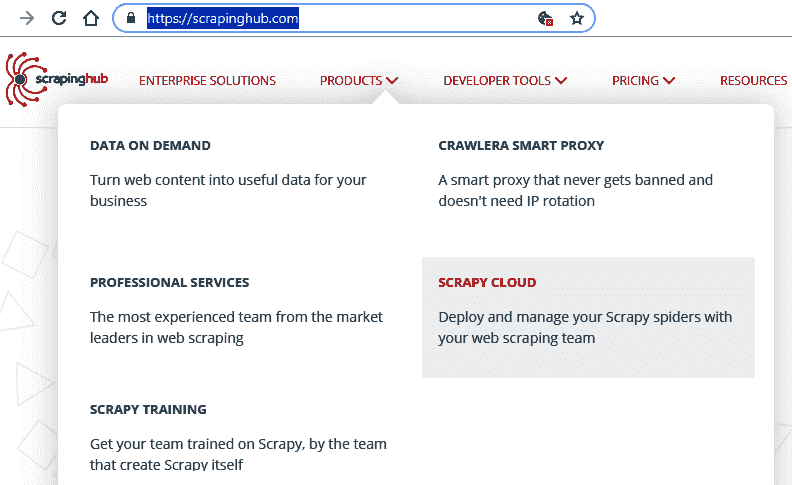 https://scrapinghub.com
scrapinghub ENTERPRISE SOLUTIONS PRODUCTS DEVELOPER TOOLS PRICING RESOURCES
DATA ON DEMAND
Turn web content into useful data for your
business
CRAWLERA SMART PROXY
A smart proxy that never gets banned and
doesn't need IP rotation
PROFESSIONAL SERVICES
The most experienced team from the market
leaders in web scraping
SCRAPY CLOUD
Deploy and manage your Scrapy spiders with
your web scraping team
SCRAPY TRAINING
Get your team trained on Scrapy, by the team
that create Scrapy itself